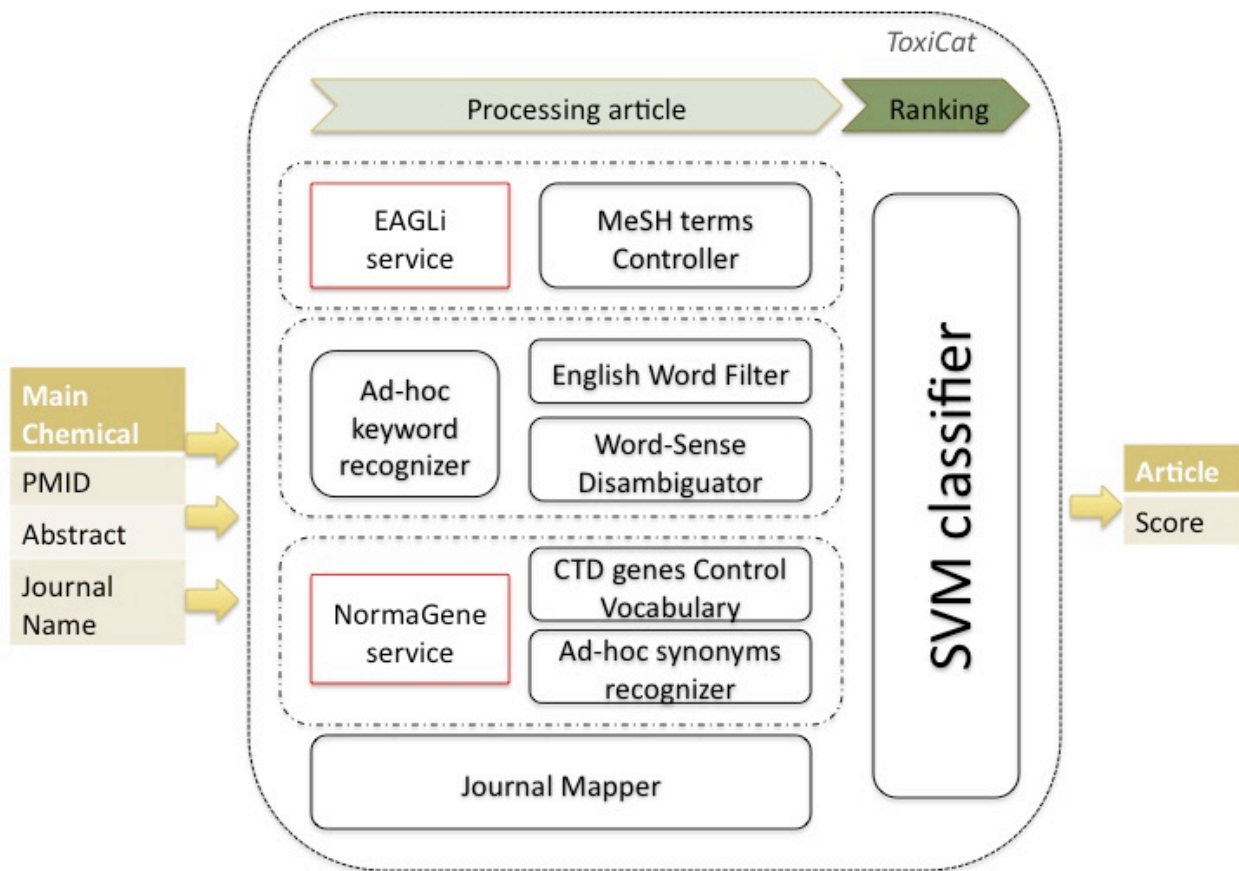 ToxiCat
Processing article
Ranking
EAGLi
service
MeSH terms
Controller
Ad-hoc
keyword
recognizer
English Word Filter
Word-Sense
Disambiguator
NormaGene
service
CTD genes Control
Vocabulary
Ad-hoc synonyms
recognizer
Journal Mapper
SVM classifier
Main
Chemical
PMID
Abstract
Journal
Name
Article
Score